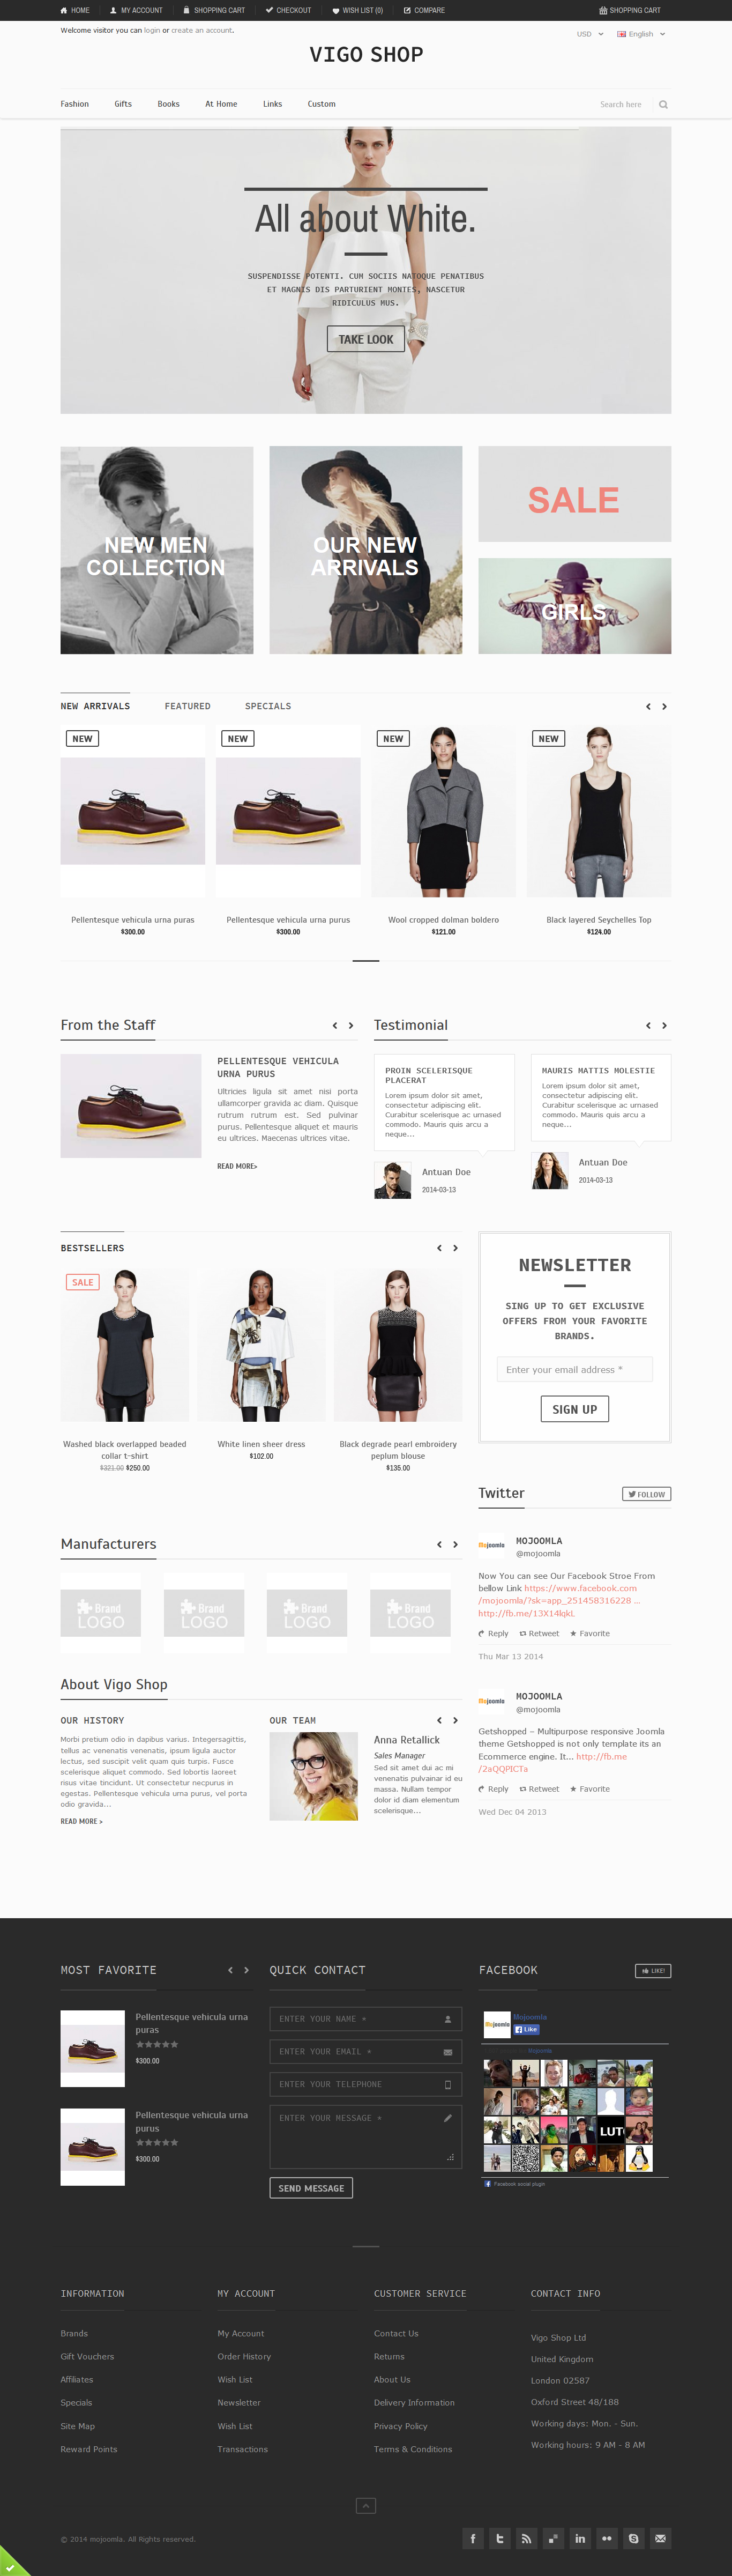 HOME MY ACCOUNT SHOPPING CART CHECKOUT WISH LIST (0) COMPARE SHOPPING CART
Welcome visitor you can login or create an account.
USD English
VIGO SHOP
Fashion Gifts Books At Home Links Custom
Search here
All about White.
SUSPENDISSE POTENTI. CUM SOCIIS NATOQUE PENATIBUS
ET MAGNIS DIS PARTURIENT MONTES, NASCETUR
RIDICULUS MUS.
TAKE LOOK
NEW MEN
COLLECTION
OUR NEW
ARRIVALS
SALE
GIRLS
NEW ARRIVALS FEATURED SPECIALS
NEW NEW NEW NEW
Pellentesque vehicula urna puras
$300.00
Pellentesque vehicula urna purus
$300.00
Wool cropped dolman boldero
$121.00
Black layered Seychelles Top
$124.00
From the Staff
PELLENTESQUE VEHICULA
URNA PURUS
Ultricies ligula sit amet nisi porta
ullamcorper gravida ac diam. Quisque
rutrum rutrum est. Sed pulvinar
purus. Pellentesque aliquet et mauris
eu ultrices. Maecenas ultrices vitae.
READ MORE>
Testimonial
PROIN SCELERISQUE
PLACERAT
Lorem ipsum dolor sit amet,
consectetur adipiscing elit.
Curabitur scelerisque ac urnased
commodo. Mauris quis arcu a
neque...
Antuan Doe
2014-03-13
MAURIS MATTIS MOLESTIE
Lorem ipsum dolor sit amet,
consectetur adipiscing elit.
Curabitur scelerisque ac urnased
commodo. Mauris quis arcu a
neque...
Antuan Doe
2014-03-13
BESTSELLERS
SALE
Washed black overlapped beaded
collar t-shirt
$321.00 $250.00
White linen sheer dress
$102.00
Black degrade pearl embroidery
peplum blouse
$135.00
NEWSLETTER
SING UP TO GET EXCLUSIVE
OFFERS FROM YOUR FAVORITE
BRANDS.
Enter your email address *
SIGN UP
Twitter
FOLLOW
Mojoomla
MOJOOMLA
@mojoomla
Now You can see Our Facebook Stroe From
bellow Link https://www.facebook.com
/mojoomla/?sk=app_251458316228 ...
http://fb.me/13X14lqkL
Reply Retweet Favorite
Thu Mar 13 2014
Mojoomla
MOJOOMLA
@mojoomla
Getshopped – Multipurpose responsive Joomla
theme Getshopped is not only template its an
Ecommerce engine. It... http://fb.me
/2aQQPICTa
Reply Retweet Favorite
Wed Dec 04 2013
Manufacturers
Brand
LOGO
Brand
LOGO
Brand
LOGO
Brand
LOGO
About Vigo Shop
OUR HISTORY
Morbi pretium odio in dapibus varius. Integersagittis,
tellus ac venenatis venenatis, ipsum ligula auctor
lectus, sed suscipit velit quam quis turpis. Fusce
scelerisque aliquet commodo. Sed lobortis laoreet
risus vitae tincidunt. Ut consectetur necpurus in
egestas. Pellentesque vehicula urna purus, vel porta
odio gravida...
READ MORE >
OUR TEAM
Anna Retallick
Sales Manager
Sed sit amet dui ac mi
venenatis pulvainar id eu
massa. Nullam tempor
dolor id diam elementum
scelerisque...
MOST FAVORITE
Pellentesque vehicula urna
puras
$300.00
Pellentesque vehicula urna
purus
$300.00
QUICK CONTACT
ENTER YOUR NAME *
ENTER YOUR EMAIL *
ENTER YOUR TELEPHONE
ENTER YOUR MESSAGE *
SEND MESSAGE
FACEBOOK
LIKE!
Mojoomla
Mojoomla
Like
Mojoomla
LUT
Facebook social plugin
INFORMATION
Brands
Gift Vouchers
Affiliates
Specials
Site Map
Reward Points
MY ACCOUNT
My Account
Order History
Wish List
Newsletter
Wish List
Transactions
CUSTOMER SERVICE
Contact Us
Returns
About Us
Delivery Information
Privacy Policy
Terms & Conditions
CONTACT INFO
Vigo Shop Ltd
United Kingdom
London 02587
Oxford Street 48/188
Working days: Mon. - Sun.
Working hours: 9 AM - 8 AM
© 2014 mojoomla. All Rights reserved.